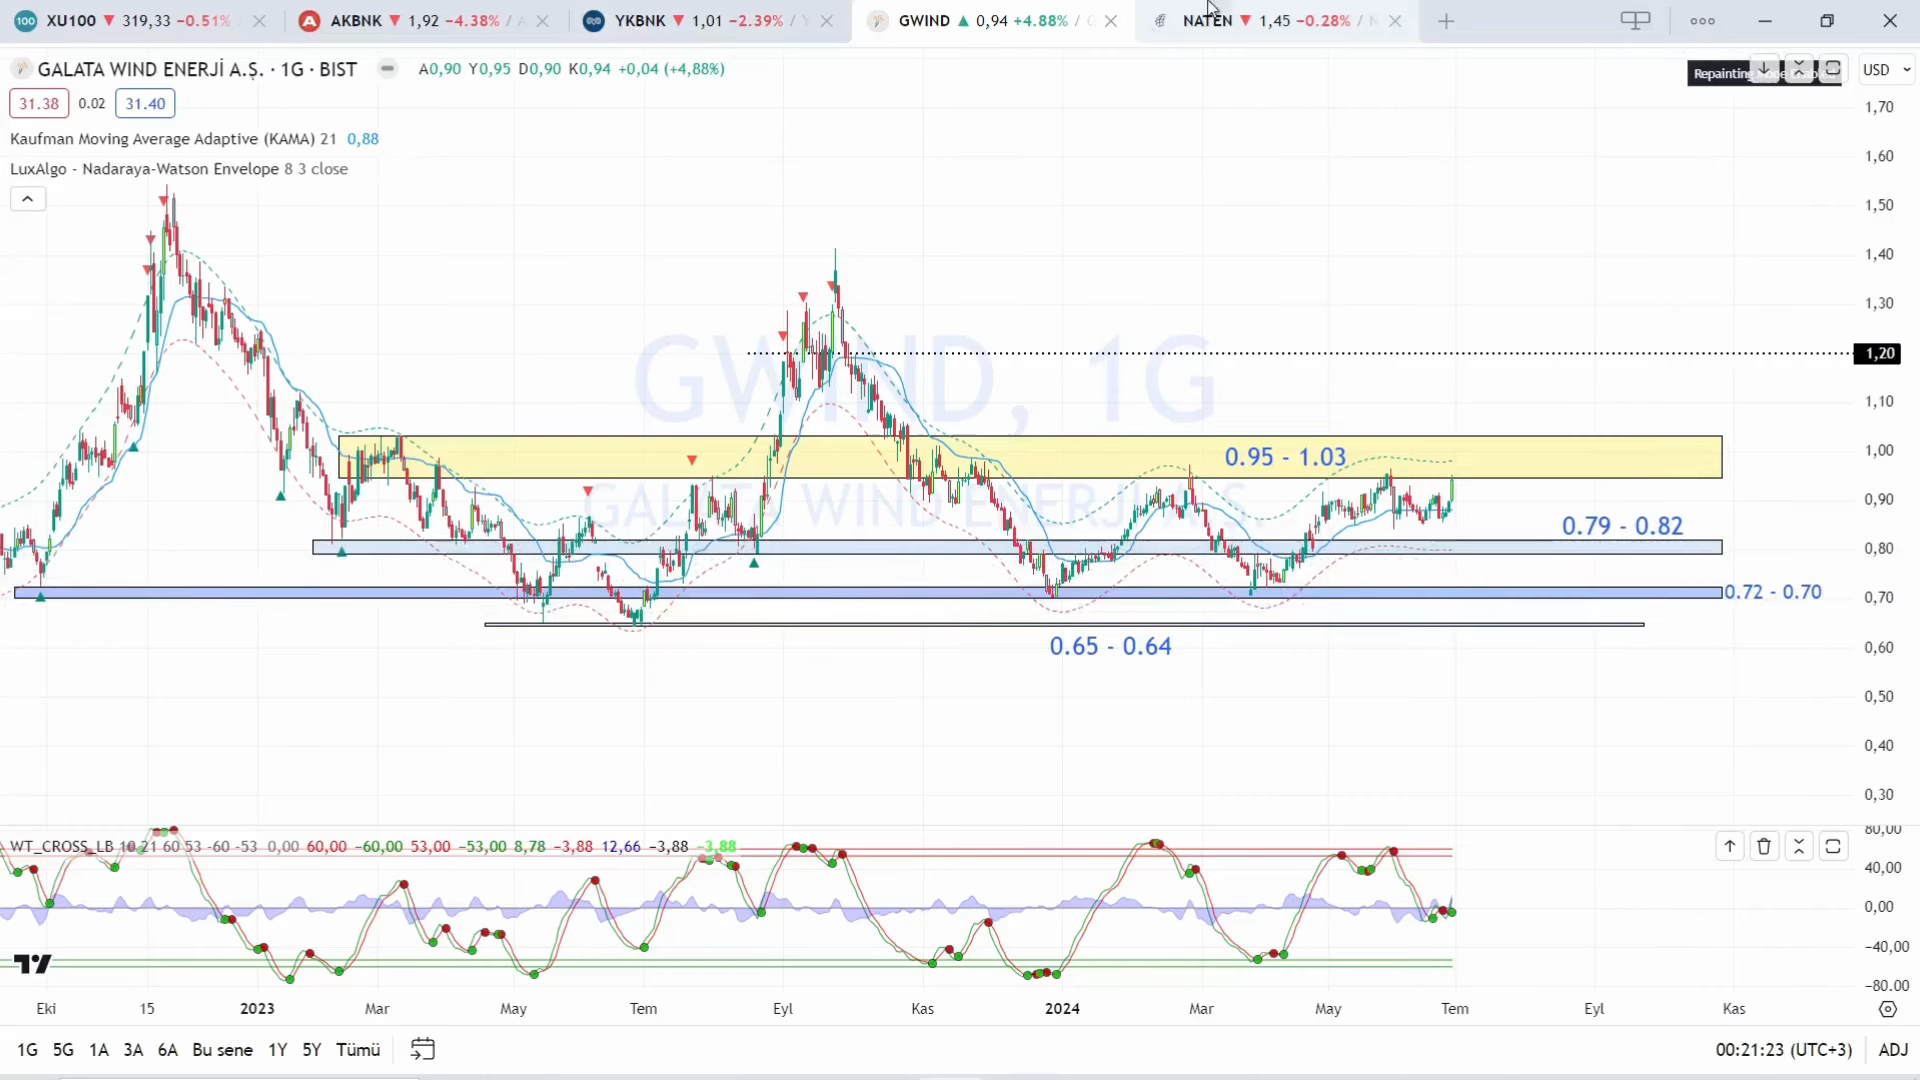 100 XU100 ▼ 319,33 −0.51%
A AKBNK ▼ 1,92 −4.38% /
YKBNK ▼ 1,01 −2.39% /
GWIND ▲ 0,94 +4.88% /
NATEN ▼ 1,45 −0.28% /
GALATA WIND ENERJİ A.Ş. · 1G · BIST
A0,90 Y0,95 D0,90 K0,94 +0,04 (+4,88%)
USD
31.38 0.02 31.40
Kaufman Moving Average Adaptive (KAMA) 21 0,88
LuxAlgo - Nadaraya-Watson Envelope 8 3 close
1,70
1,60
1,50
1,40
1,30
1,20
1,10
1,00
0,90
0,80
0,70
0,60
0,50
0,40
0,30
GWIND, 1G
GALATA WIND ENERJİ A.Ş.
0.95 - 1.03
0.79 - 0.82
0.72 - 0.70
0.65 - 0.64
WT_CROSS_LB 10 21 60 53 -60 -53 0,00 60,00 −60,00 53,00 −53,00 8,78 −3,88 12,66 −3,88 −3,88
80,00
40,00
0,00
−40,00
−80,00
Eki 15 2023 Mar May Tem Eyl Kas 2024 Mar May Tem Eyl Kas
1G 5G 1A 3A 6A Bu sene 1Y 5Y Tümü
00:21:23 (UTC+3) ADJ